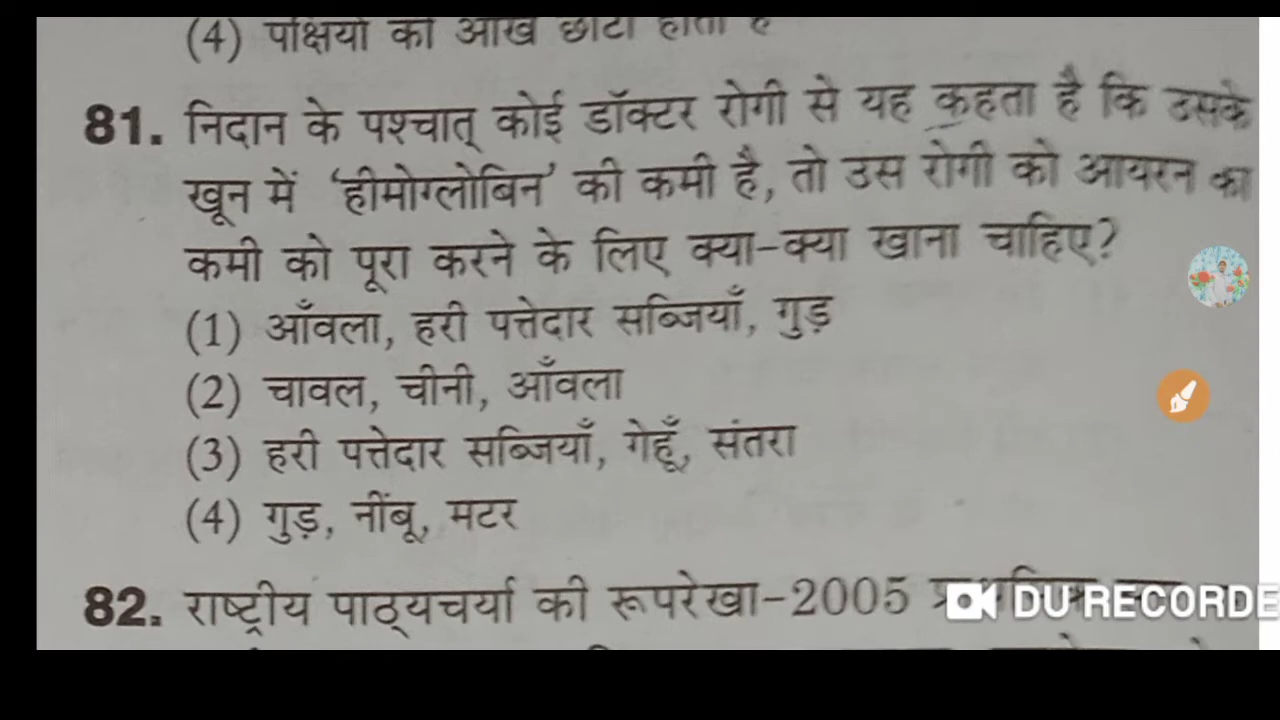 (4) पक्षियों की आँख छोटी होती है
81. निदान के पश्चात् कोई डॉक्टर रोगी से यह कहता है कि उसके
खून में ‘हीमोग्लोबिन’ की कमी है, तो उस रोगी को आयरन की
कमी को पूरा करने के लिए क्या-क्या खाना चाहिए?
(1) आँवला, हरी पत्तेदार सब्जियाँ, गुड़
(2) चावल, चीनी, आँवला
(3) हरी पत्तेदार सब्जियाँ, गेहूँ, संतरा
(4) गुड़, नींबू, मटर
82. राष्ट्रीय पाठ्यचर्या की रूपरेखा-2005
DU RECORDE